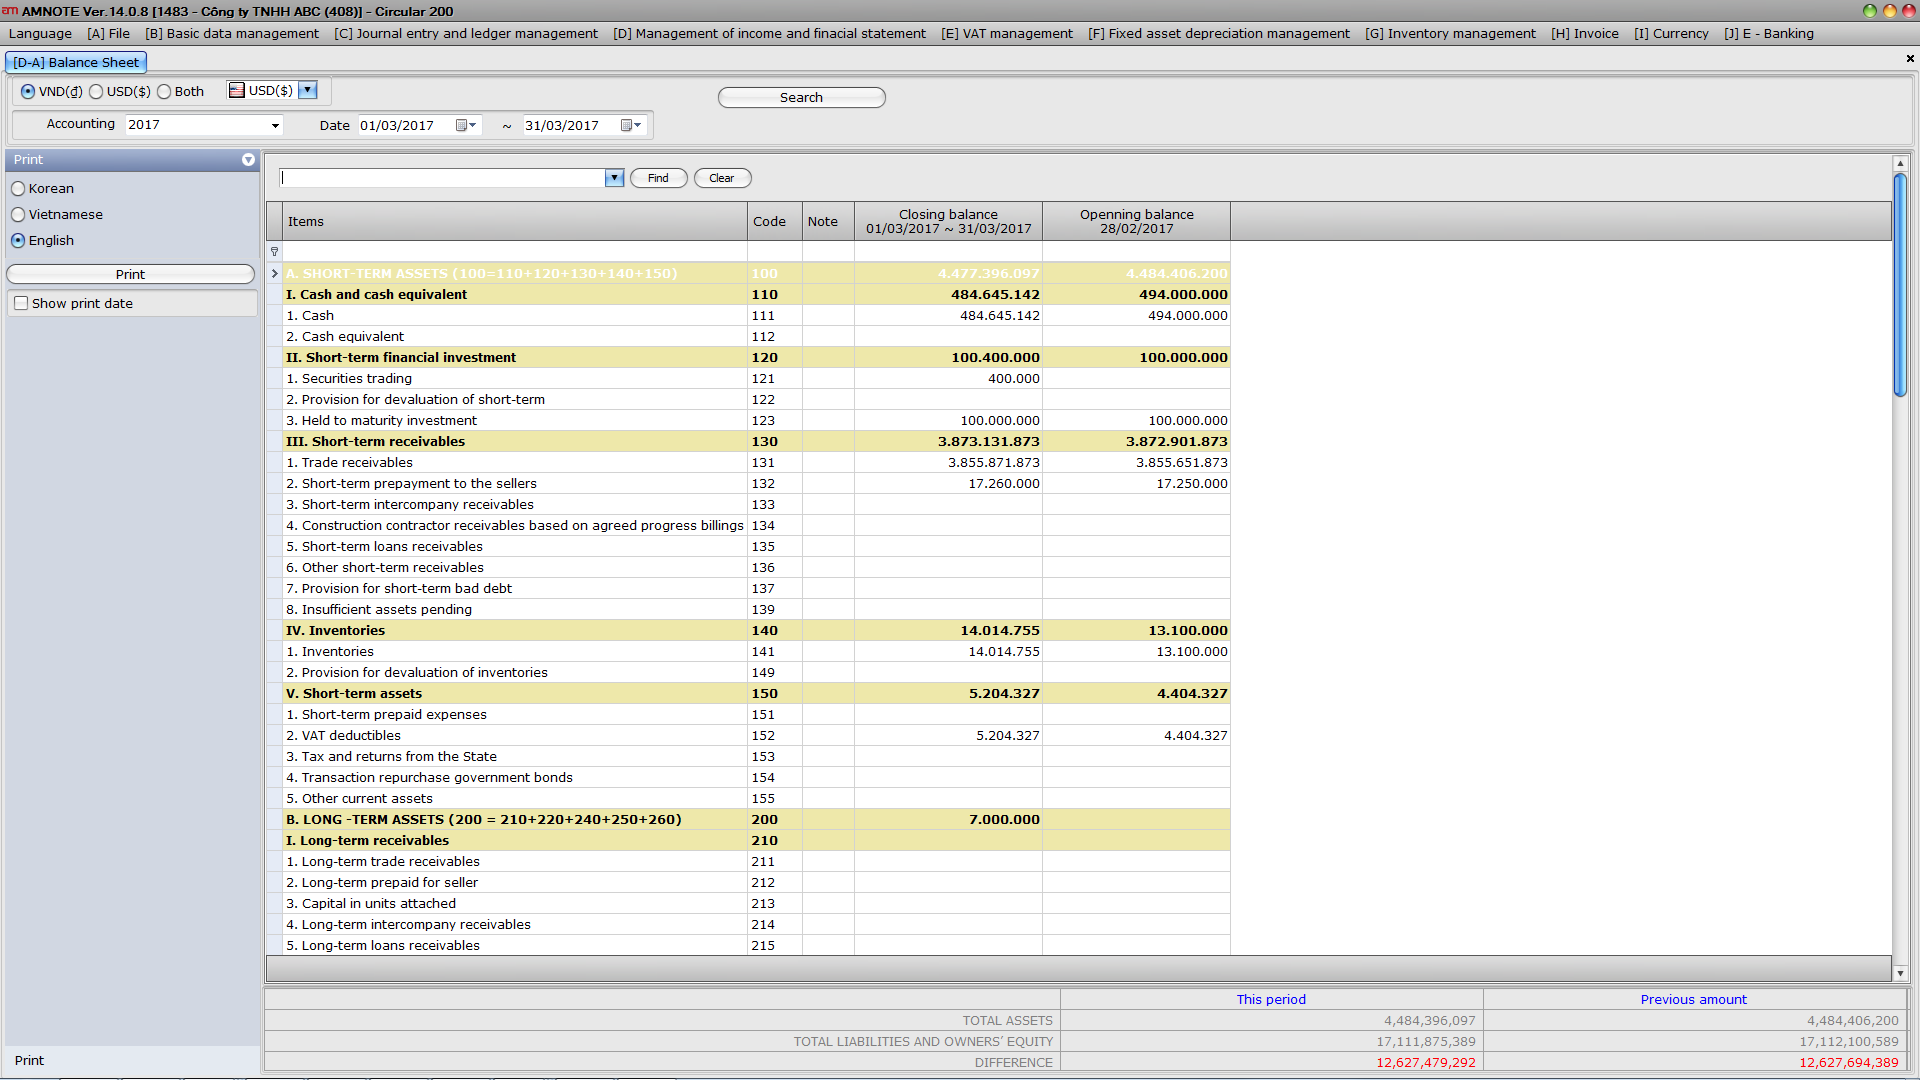 am AMNOTE Ver.14.0.8 [1483 - Công ty TNHH ABC (408)] - Circular 200
Language [A] File [B] Basic data management [C] Journal entry and ledger management [D] Management of income and finacial statement [E] VAT management [F] Fixed asset depreciation management [G] Inventory management [H] Invoice [I] Currency [J] E - Banking
[D-A] Balance Sheet
VND(₫) USD($) Both USD($)
Search
Accounting 2017 Date 01/03/2017 ~ 31/03/2017
Print
Korean
Vietnamese
English
Print
Show print date
Print
Find Clear
Items Code Note Closing balance 01/03/2017 ~ 31/03/2017 Openning balance 28/02/2017
A. SHORT-TERM ASSETS (100=110+120+130+140+150) 100 4.477.396.097 4.484.406.200
I. Cash and cash equivalent 110 484.645.142 494.000.000
1. Cash 111 484.645.142 494.000.000
2. Cash equivalent 112
II. Short-term financial investment 120 100.400.000 100.000.000
1. Securities trading 121 400.000
2. Provision for devaluation of short-term 122
3. Held to maturity investment 123 100.000.000 100.000.000
III. Short-term receivables 130 3.873.131.873 3.872.901.873
1. Trade receivables 131 3.855.871.873 3.855.651.873
2. Short-term prepayment to the sellers 132 17.260.000 17.250.000
3. Short-term intercompany receivables 133
4. Construction contractor receivables based on agreed progress billings 134
5. Short-term loans receivables 135
6. Other short-term receivables 136
7. Provision for short-term bad debt 137
8. Insufficient assets pending 139
IV. Inventories 140 14.014.755 13.100.000
1. Inventories 141 14.014.755 13.100.000
2. Provision for devaluation of inventories 149
V. Short-term assets 150 5.204.327 4.404.327
1. Short-term prepaid expenses 151
2. VAT deductibles 152 5.204.327 4.404.327
3. Tax and returns from the State 153
4. Transaction repurchase government bonds 154
5. Other current assets 155
B. LONG -TERM ASSETS (200 = 210+220+240+250+260) 200 7.000.000
I. Long-term receivables 210
1. Long-term trade receivables 211
2. Long-term prepaid for seller 212
3. Capital in units attached 213
4. Long-term intercompany receivables 214
5. Long-term loans receivables 215
This period Previous amount
TOTAL ASSETS 4,484,396,097 4,484,406,200
TOTAL LIABILITIES AND OWNERS' EQUITY 17,111,875,389 17,112,100,589
DIFFERENCE 12,627,479,292 12,627,694,389